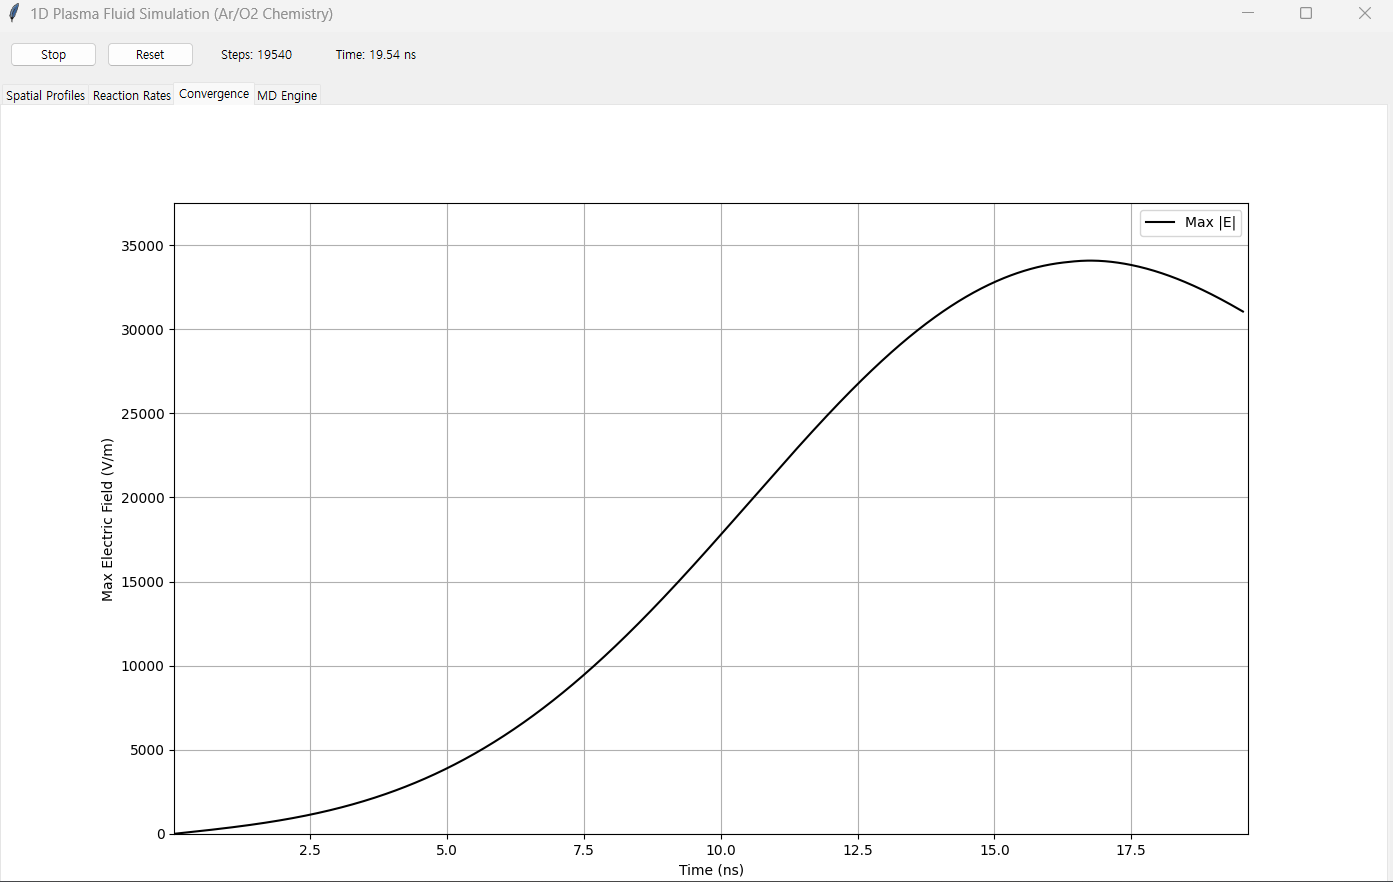 1D Plasma Fluid Simulation (Ar/O2 Chemistry)
Stop Reset Steps: 19540 Time: 19.54 ns
Spatial Profiles Reaction Rates Convergence MD Engine
Max |E|
35000
30000
25000
20000
15000
10000
5000
0
Max Electric Field (V/m)
2.5 5.0 7.5 10.0 12.5 15.0 17.5
Time (ns)